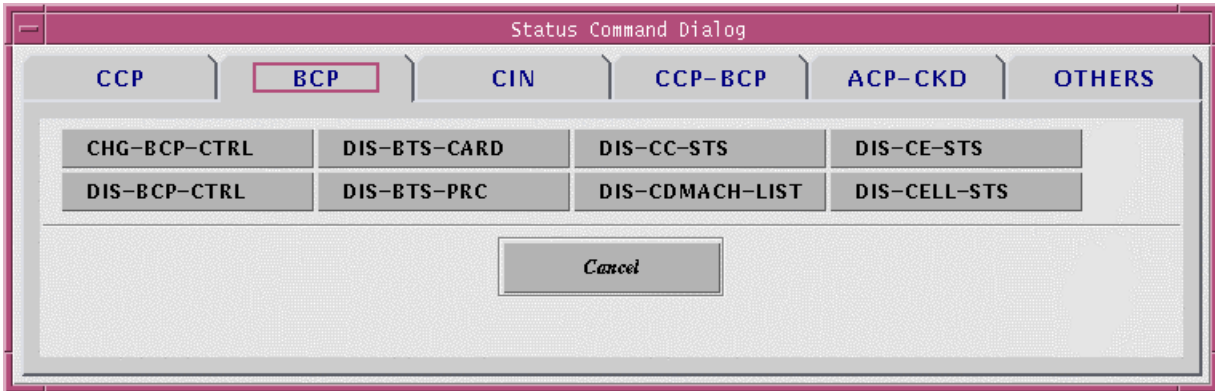 Status Command Dialog
CCP BCP CIN CCP-BCP ACP-CKD OTHERS
CHG-BCP-CTRL DIS-BTS-CARD DIS-CC-STS DIS-CE-STS
DIS-BCP-CTRL DIS-BTS-PRC DIS-CDMACH-LIST DIS-CELL-STS
Cancel